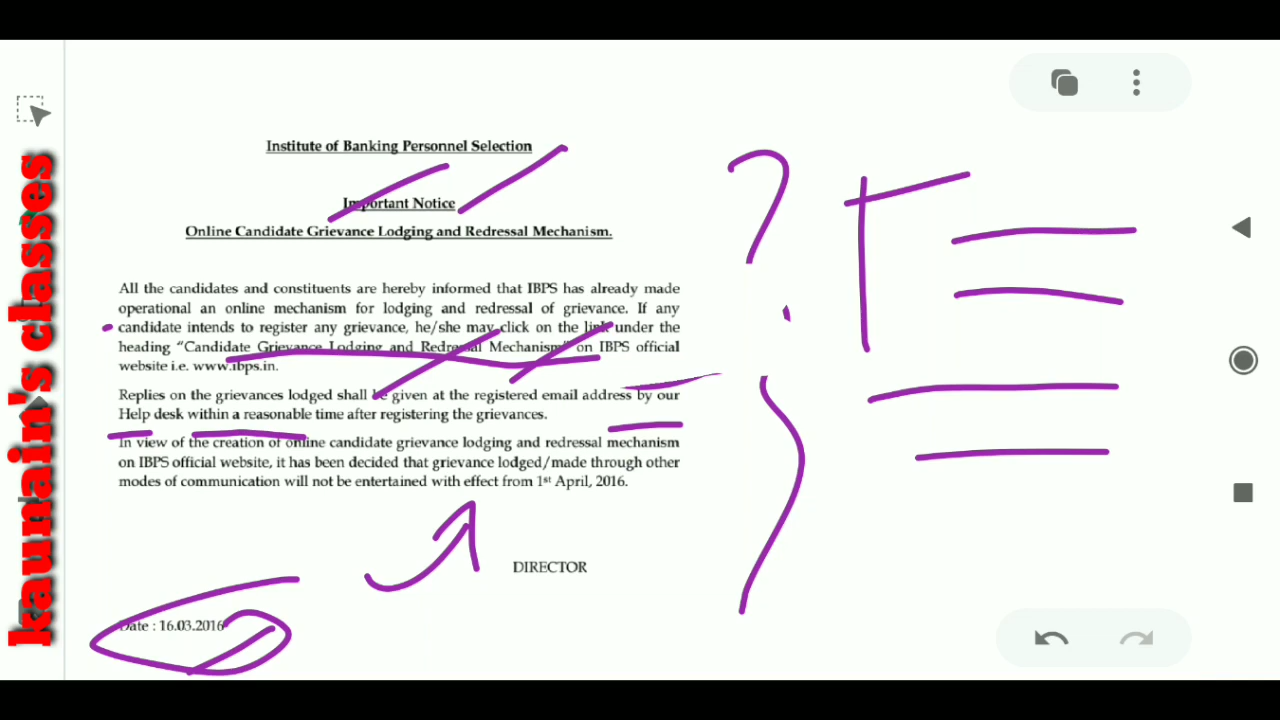 kaunain's classes
Institute of Banking Personnel Selection
Important Notice
Online Candidate Grievance Lodging and Redressal Mechanism.
All the candidates and constituents are hereby informed that IBPS has already made
operational an online mechanism for lodging and redressal of grievance. If any
candidate intends to register any grievance, he/she may click on the link under the
heading "Candidate Grievance Lodging and Redressal Mechanism" on IBPS official
website i.e. www.ibps.in.
Replies on the grievances lodged shall be given at the registered email address by our
Help desk within a reasonable time after registering the grievances.
In view of the creation of online candidate grievance lodging and redressal mechanism
on IBPS official website, it has been decided that grievance lodged/made through other
modes of communication will not be entertained with effect from 1st April, 2016.
DIRECTOR
Date : 16.03.2016
?